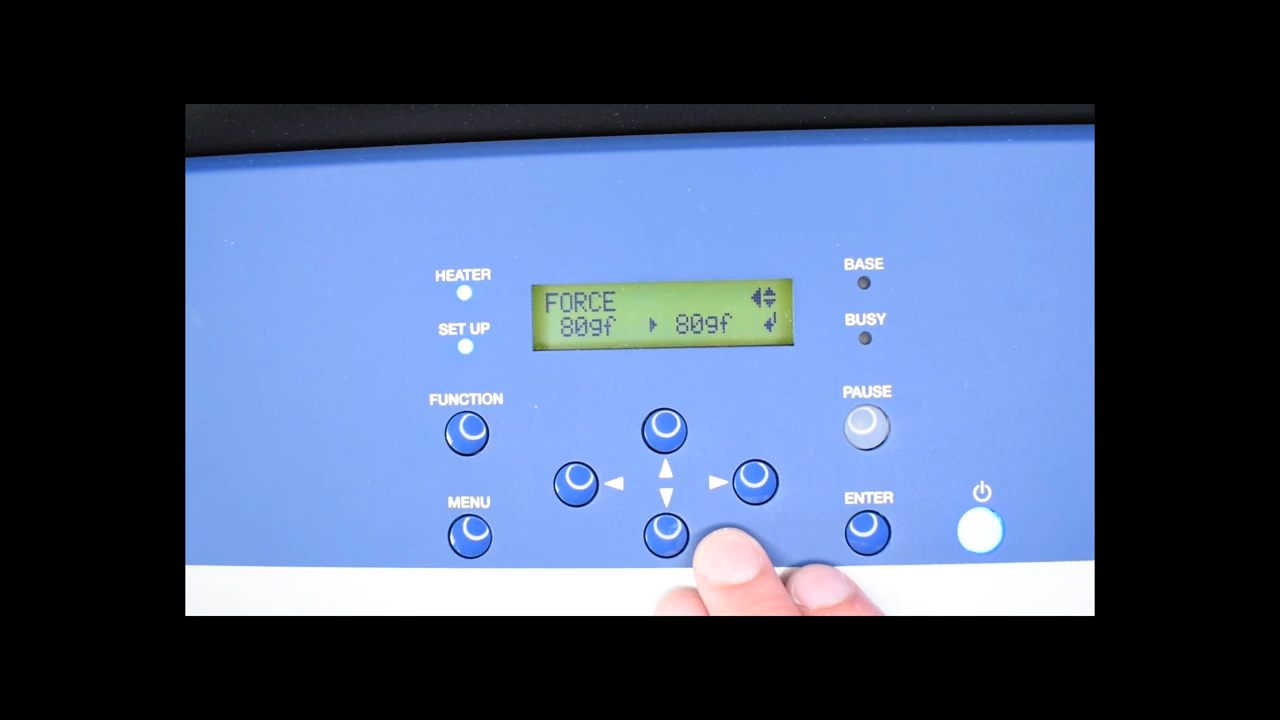 HEATER
SET UP
FORCE
80gf 80gf
BASE
BUSY
FUNCTION
PAUSE
MENU
ENTER